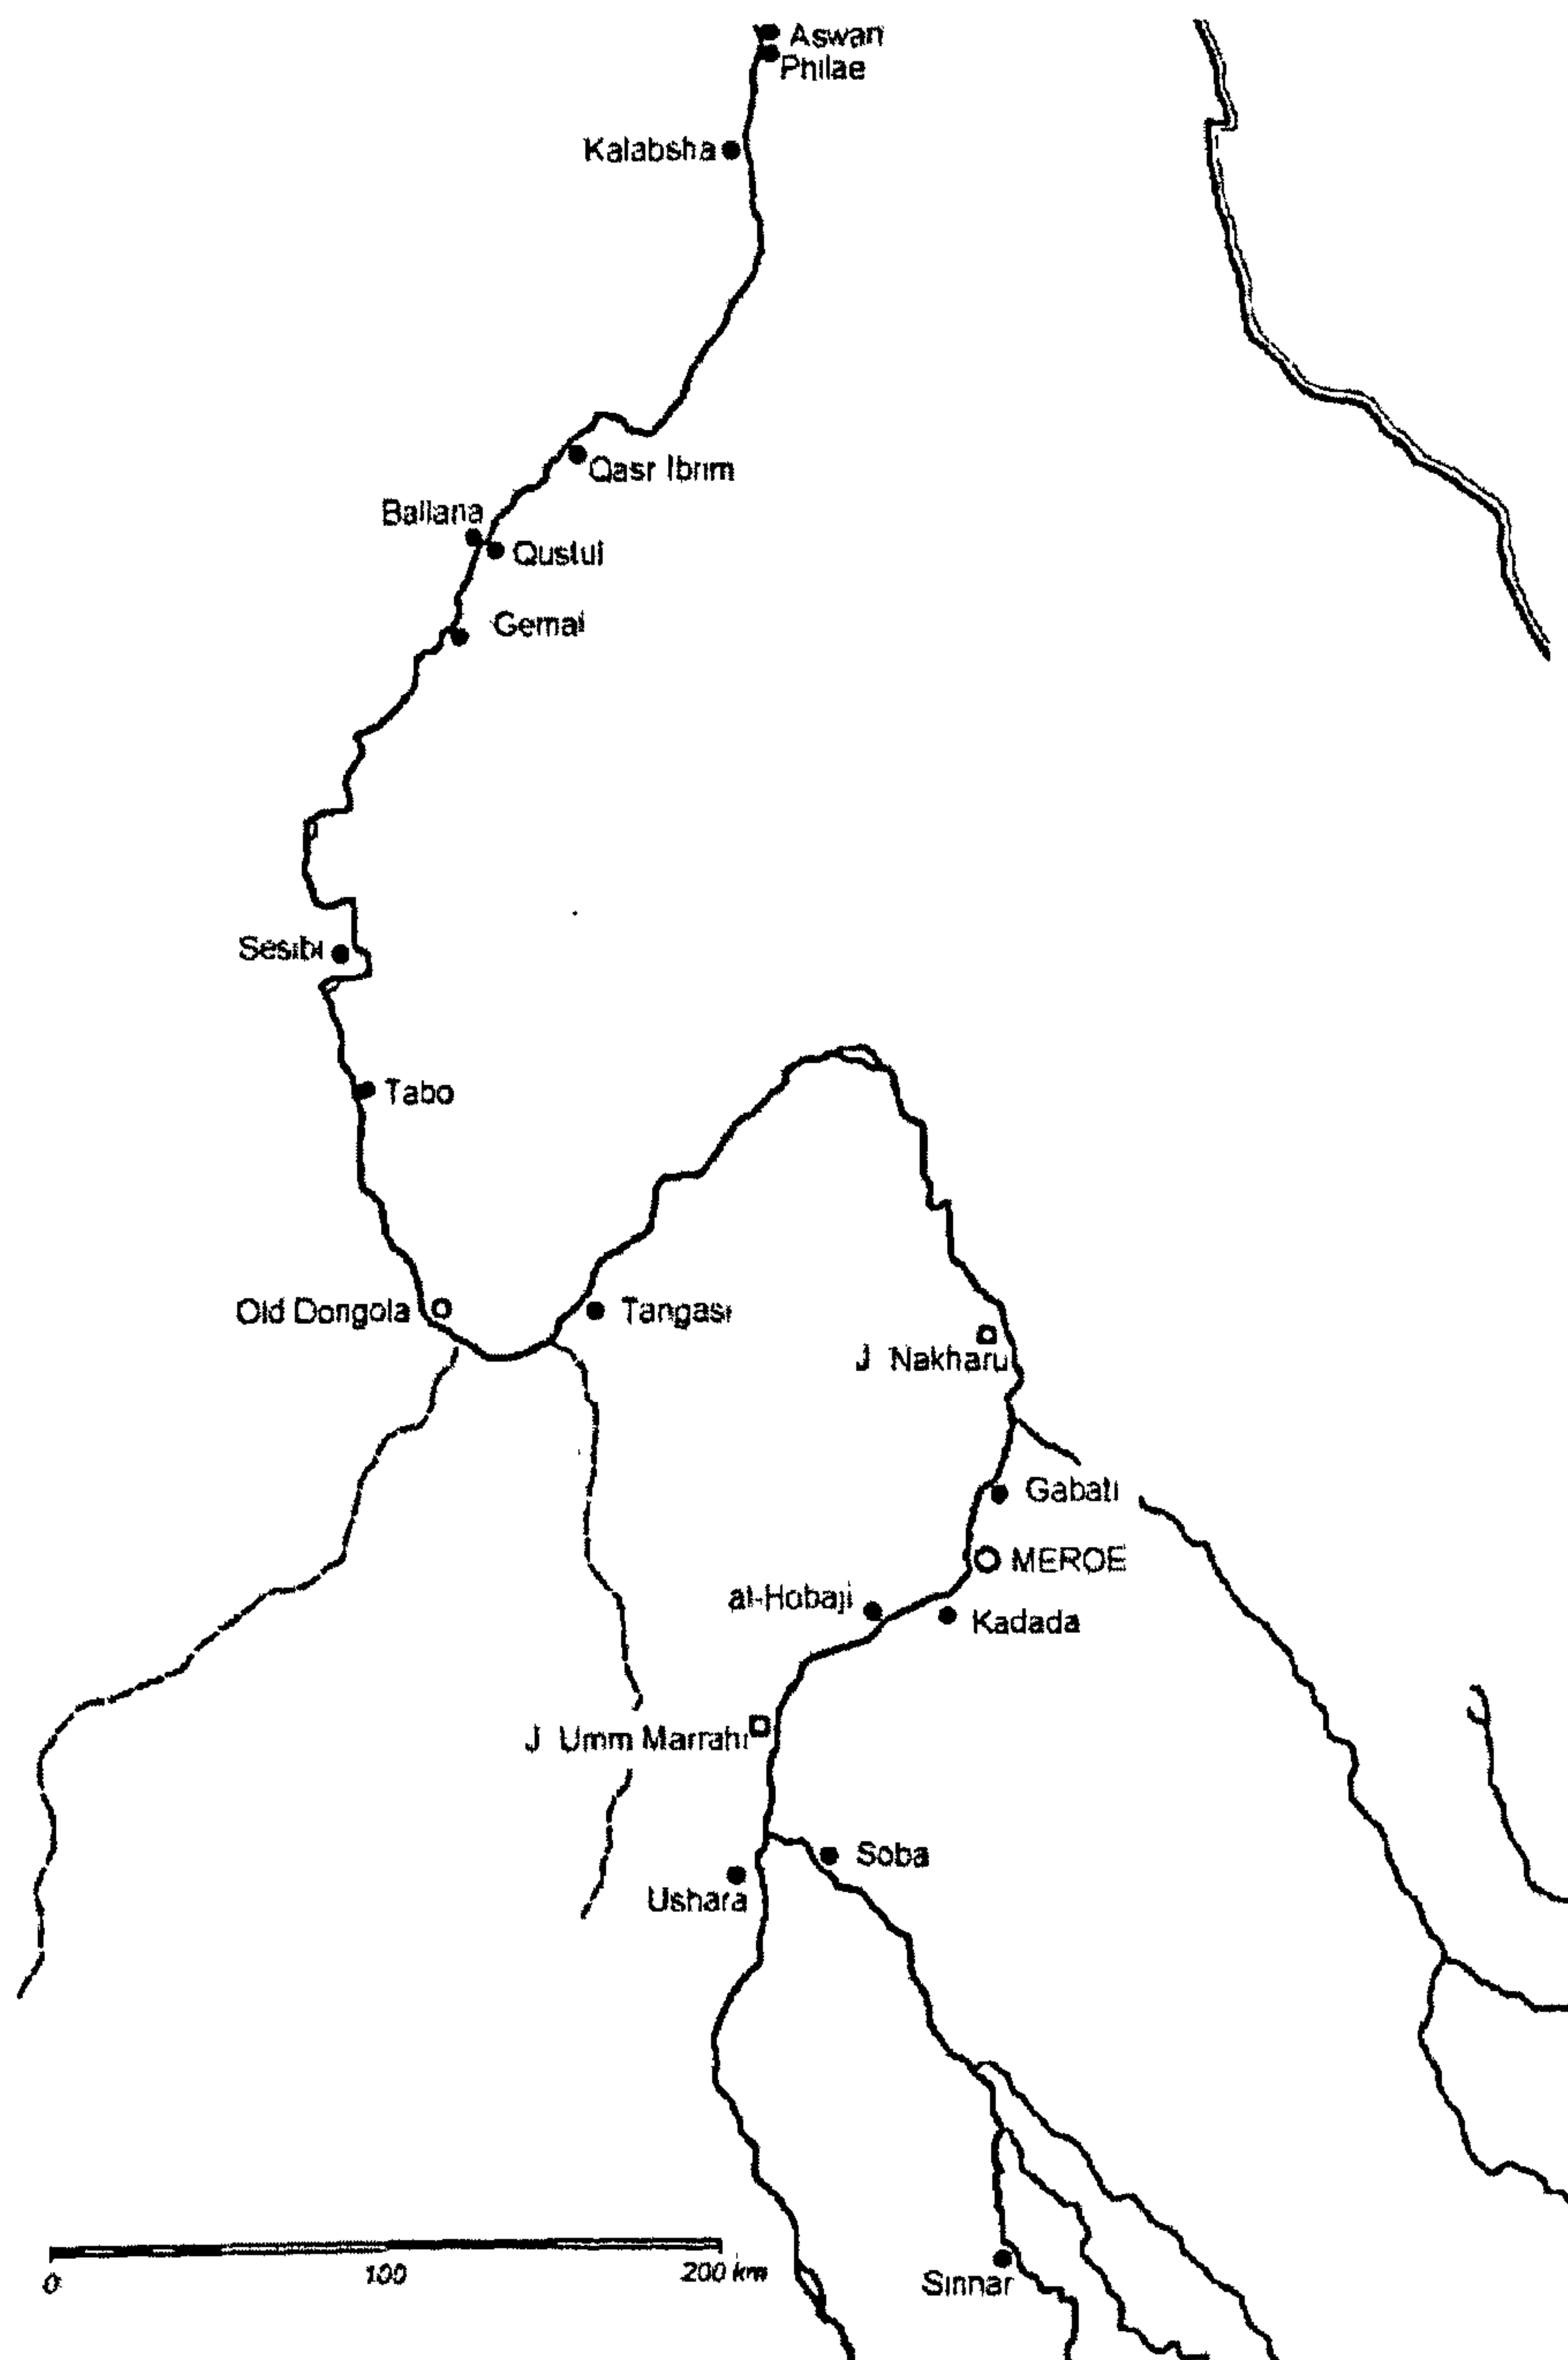 Aswan
Philae
Kalabsha
Qasr Ibrim
Ballana
Qustul
Gemai
Sesibi
Tabo
Old Dongola
Tangasi
J Nakharu
Gabati
MEROE
al-Hobaji
Kadada
J Umm Marrahi
Soba
Ushara
Sinnar
0 100 200 km